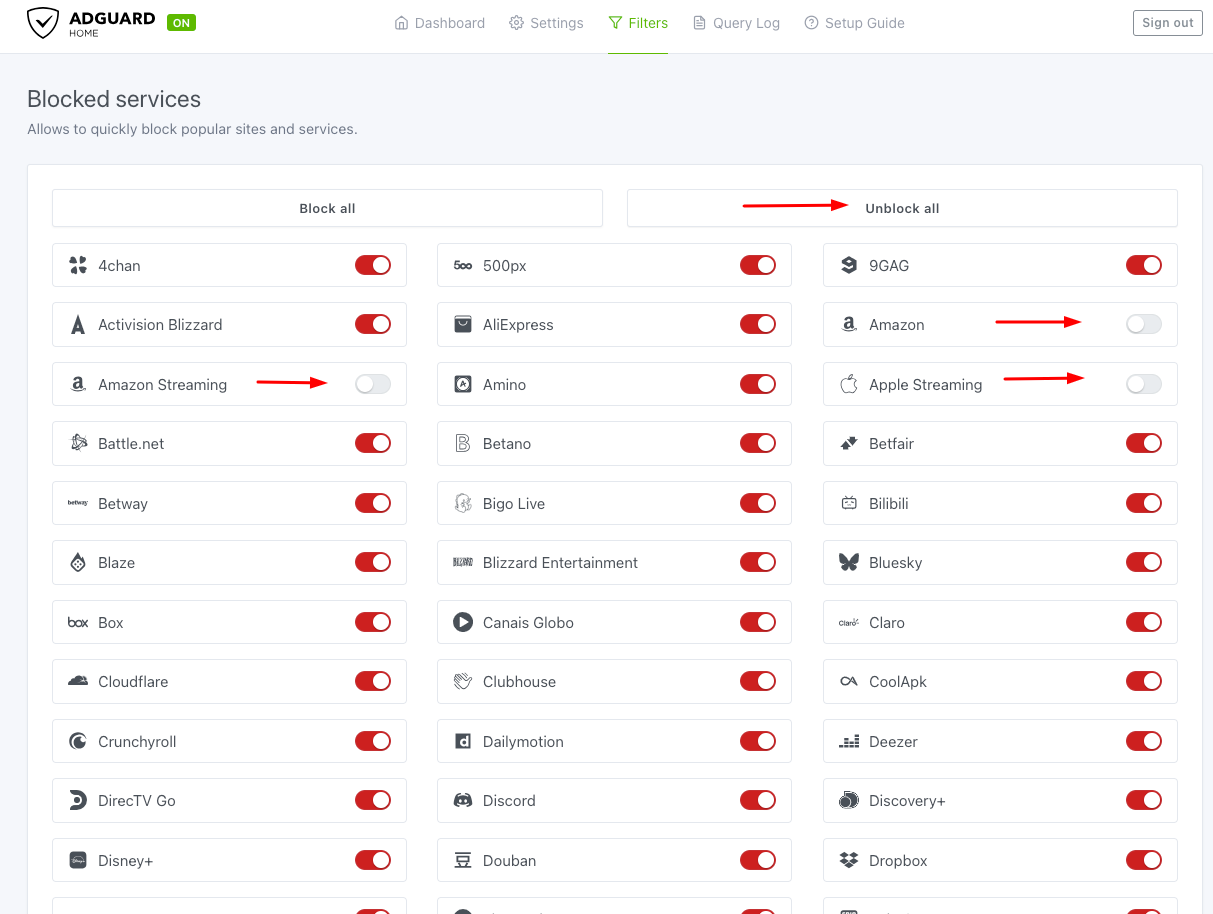 ADGUARD
HOME
ON
Dashboard
Settings
Filters
Query Log
Setup Guide
Sign out
Blocked services
Allows to quickly block popular sites and services.
Block all
Unblock all
4chan
500px
9GAG
Activision Blizzard
AliExpress
Amazon
Amazon Streaming
Amino
Apple Streaming
Battle.net
Betano
Betfair
betway Betway
Bigo Live
Bilibili
Blaze
Blizzard Entertainment
Bluesky
box Box
Canais Globo
Claro Claro
Cloudflare
Clubhouse
CoolApk
Crunchyroll
Dailymotion
Deezer
DirecTV Go
Discord
Discovery+
Disney+
Douban
Dropbox